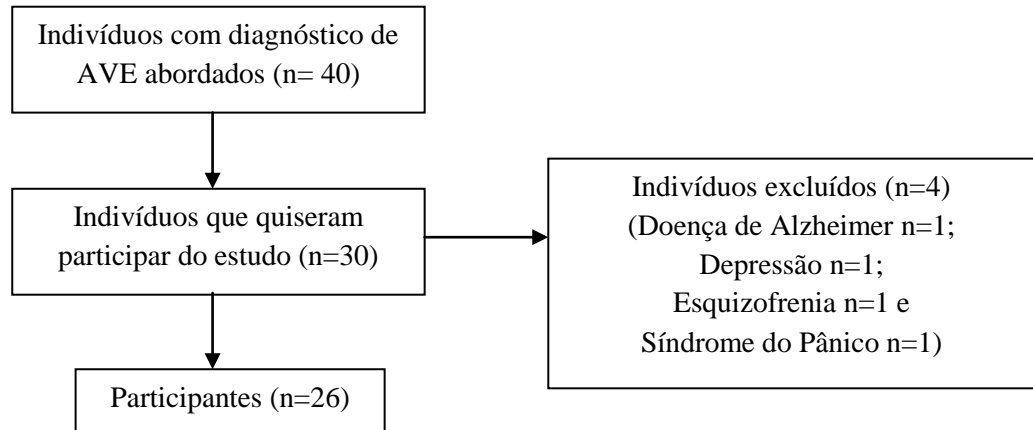 Indivíduos com diagnóstico de
AVE abordados (n= 40)
Indivíduos que quiseram
participar do estudo (n=30)
Indivíduos excluídos (n=4)
(Doença de Alzheimer n=1;
Depressão n=1;
Esquizofrenia n=1 e
Síndrome do Pânico n=1)
Participantes (n=26)